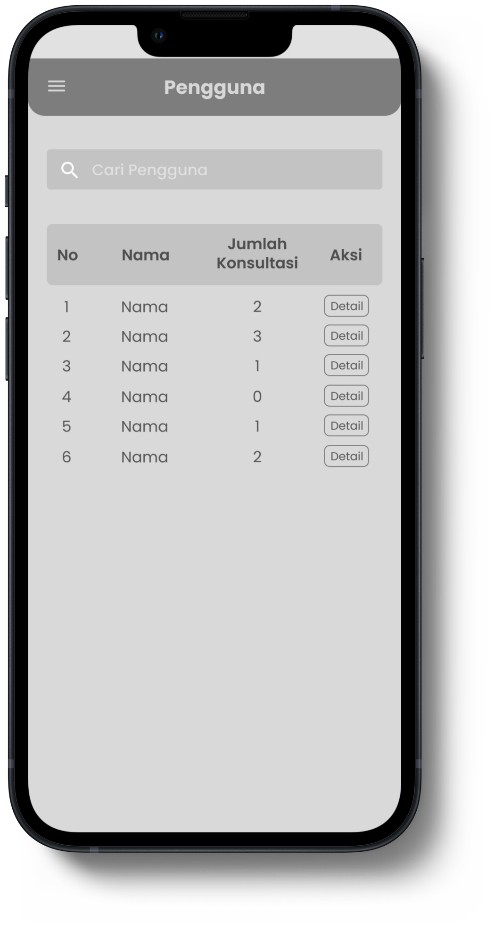 Pengguna
Cari Pengguna
No Nama Jumlah Konsultasi Aksi
1 Nama 2 Detail
2 Nama 3 Detail
3 Nama 1 Detail
4 Nama 0 Detail
5 Nama 1 Detail
6 Nama 2 Detail